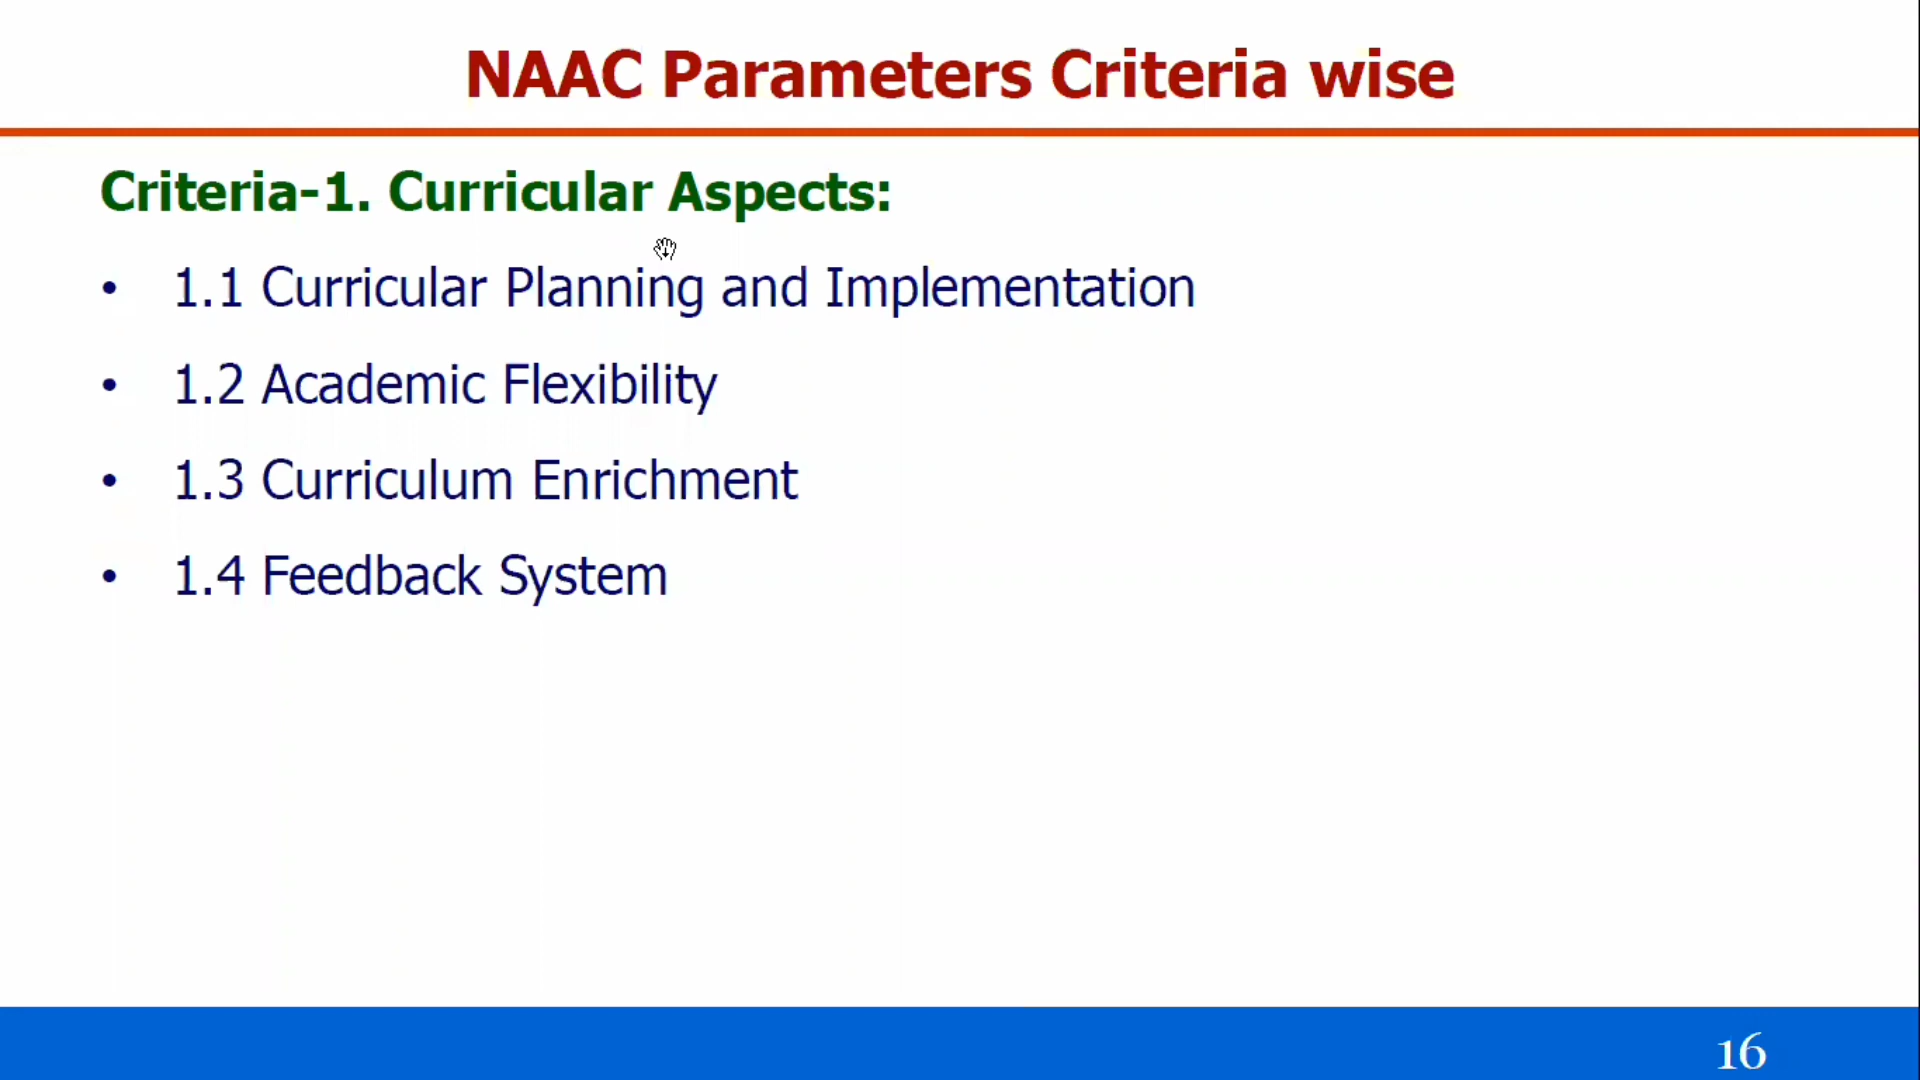 NAAC Parameters Criteria wise
Criteria-1. Curricular Aspects:
• 1.1 Curricular Planning and Implementation
• 1.2 Academic Flexibility
• 1.3 Curriculum Enrichment
• 1.4 Feedback System
16